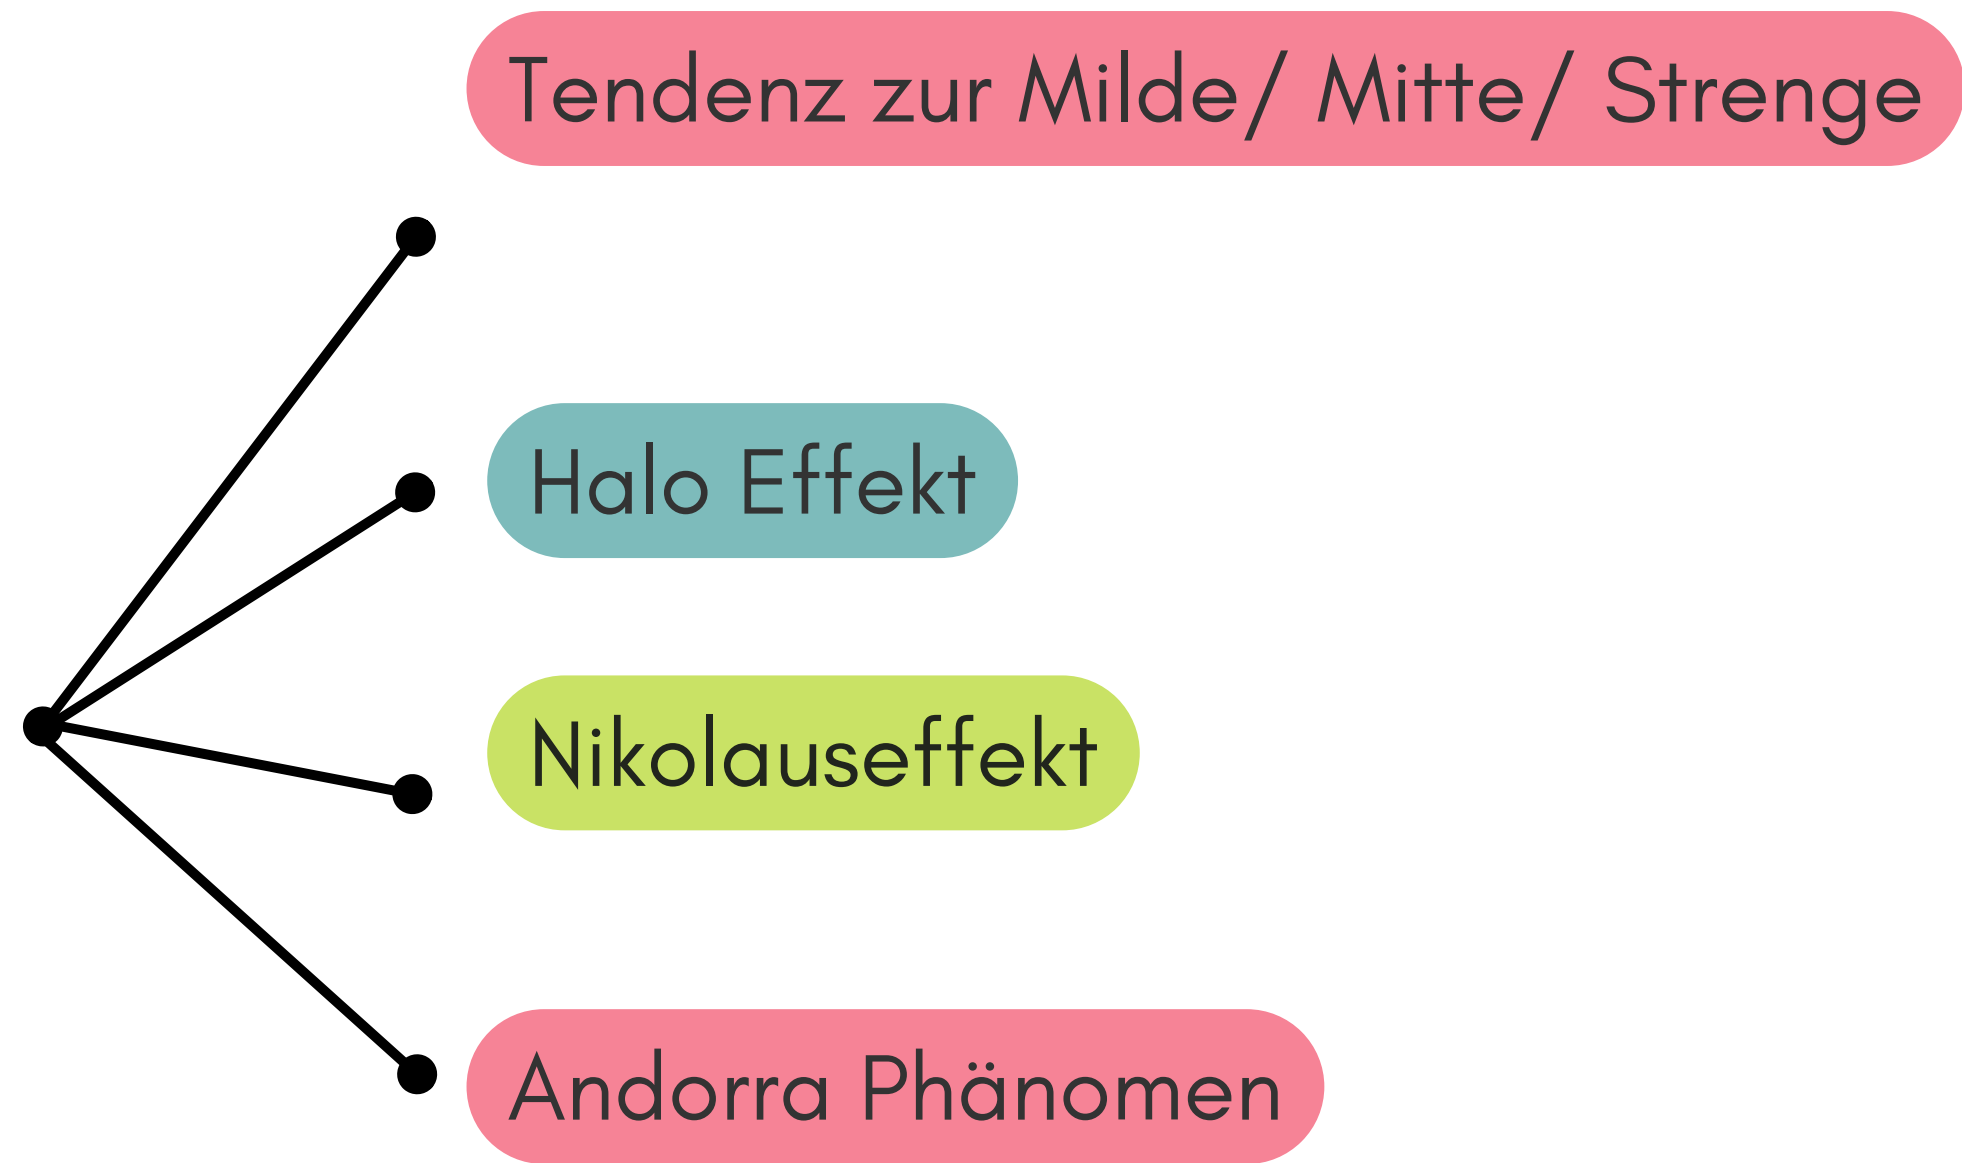 Tendenz zur Milde/ Mitte/ Strenge
Halo Effekt
Nikolauseffekt
Andorra Phänomen